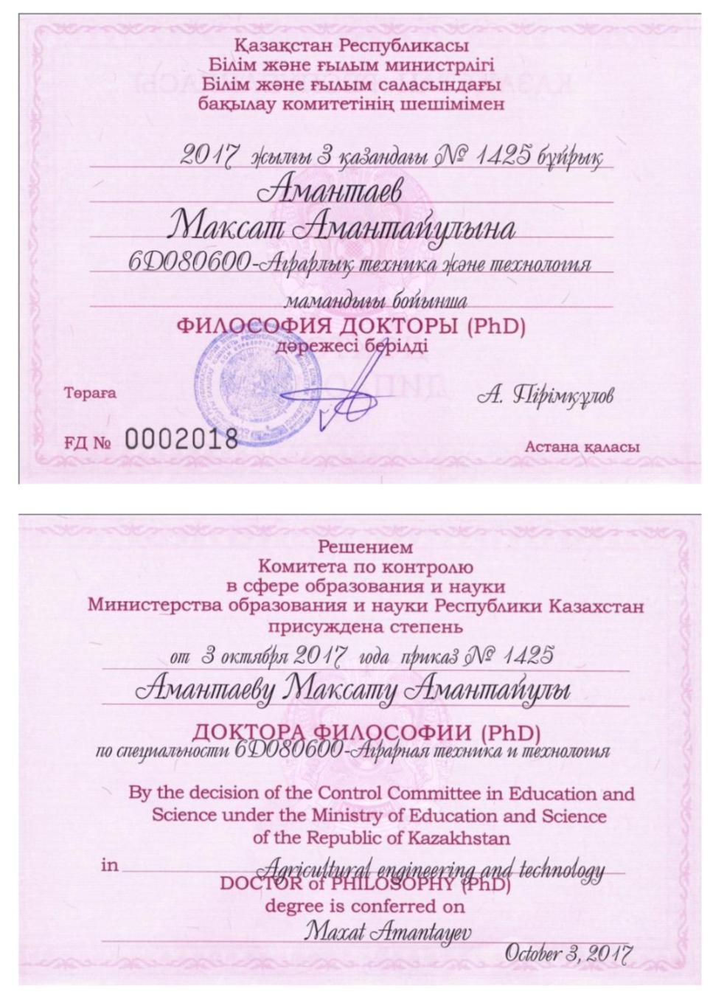 Қазақстан Республикасы
Білім және ғылым министрлігі
Білім және ғылым саласындағы
бақылау комитетінің шешімімен
2017 жылғы 3 қазандағы № 1425 бұйрық
Амантаев
Максат Амантайұлына
6D080600-Аграрлық техника және технология
мамандығы бойынша
ФИЛОСОФИЯ ДОКТОРЫ (PhD)
дәрежесі берілді
Төраға
А. Пірімқұлов
ҒД № 0002018
Астана қаласы
Решением
Комитета по контролю
в сфере образования и науки
Министерства образования и науки Республики Казахстан
присуждена степень
от 3 октября 2017 года приказ № 1425
Амантаеву Максату Амантайулы
ДОКТОРА ФИЛОСОФИИ (PhD)
по специальности 6D080600-Аграрная техника и технология
By the decision of the Control Committee in Education and
Science under the Ministry of Education and Science
of the Republic of Kazakhstan
in Agricultural engineering and technology
DOCTOR of PHILOSOPHY (PhD)
degree is conferred on
Maxat Amantayev
October 3, 2017